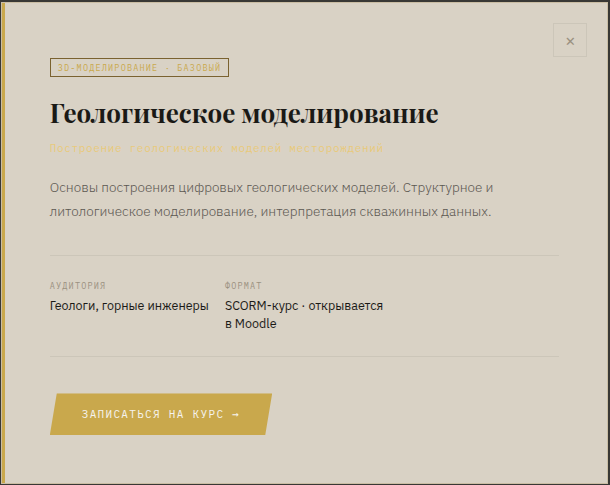 ×
3D-МОДЕЛИРОВАНИЕ · БАЗОВЫЙ
Геологическое моделирование
Построение геологических моделей месторождений
Основы построения цифровых геологических моделей. Структурное и
литологическое моделирование, интерпретация скважинных данных.
АУДИТОРИЯ
Геологи, горные инженеры
ФОРМАТ
SCORM-курс · открывается
в Moodle
ЗАПИСАТЬСЯ НА КУРС →